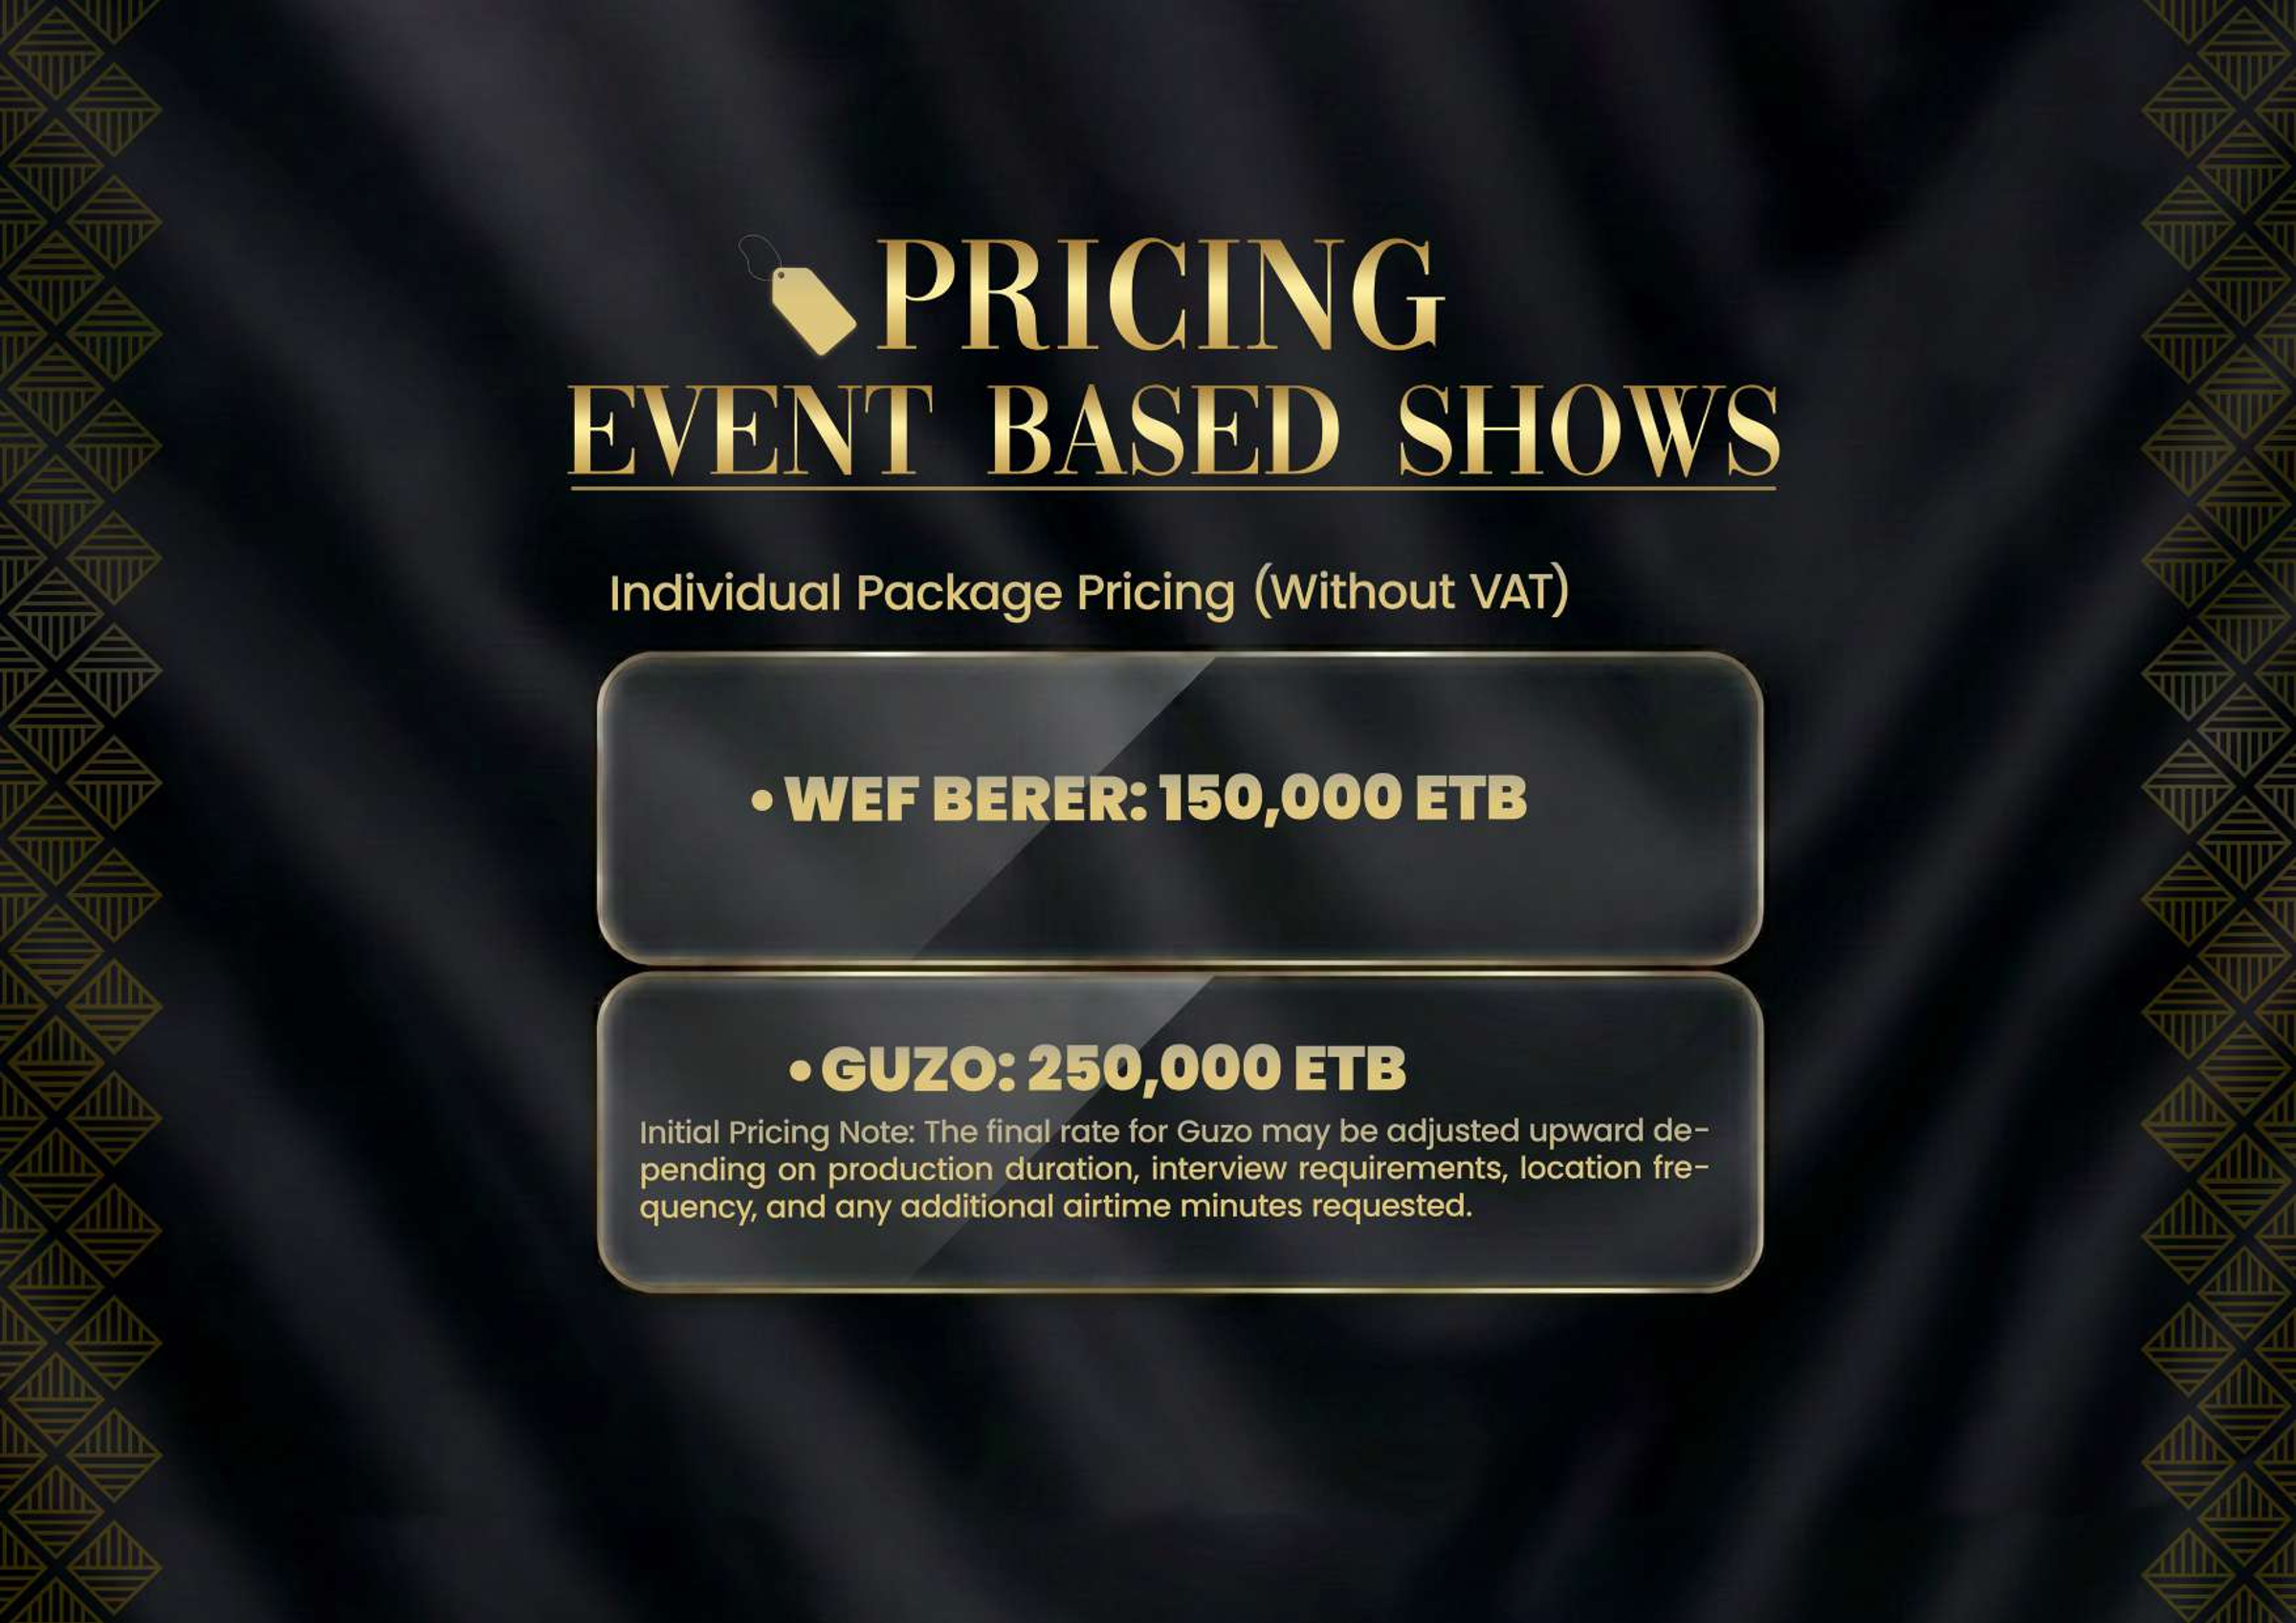 PRICING
EVENT BASED SHOWS
Individual Package Pricing (Without VAT)
• WEF BERER: 150,000 ETB
• GUZO: 250,000 ETB
Initial Pricing Note: The final rate for Guzo may be adjusted upward de-
pending on production duration, interview requirements, location fre-
quency, and any additional airtime minutes requested.